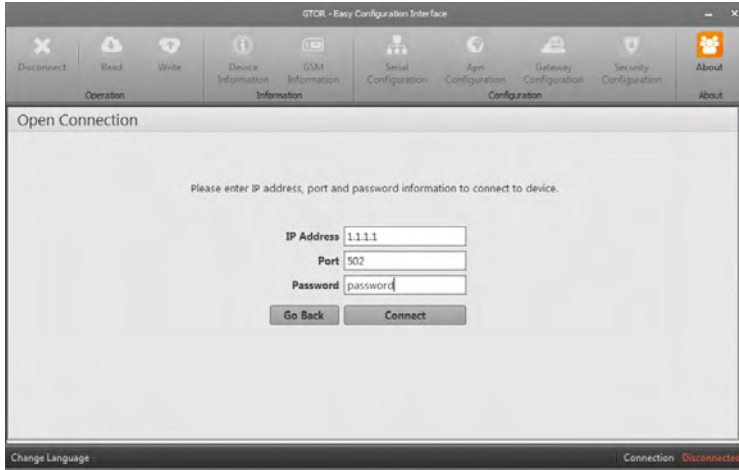 GTOR - Easy Configuration Interface
Disconnect Read Write Device Information GSM Information Serial Configuration Apn Configuration Gateway Configuration Security Configuration About
Operation Information Configuration About
Open Connection
Please enter IP address, port and password information to connect to device.
IP Address 1.1.1.1
Port 502
Password password
Go Back Connect
Change Language Connection Disconnected